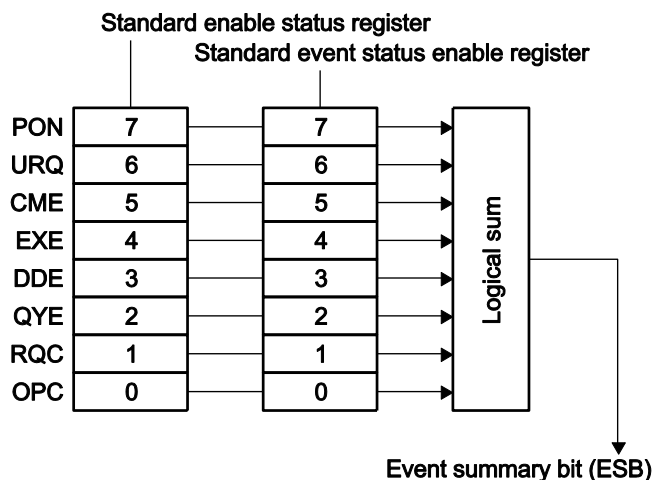 Standard enable status register
Standard event status enable register
PON 7 7
URQ 6 6
CME 5 5
EXE 4 4
DDE 3 3
QYE 2 2
RQC 1 1
OPC 0 0
Logical sum
Event summary bit (ESB)